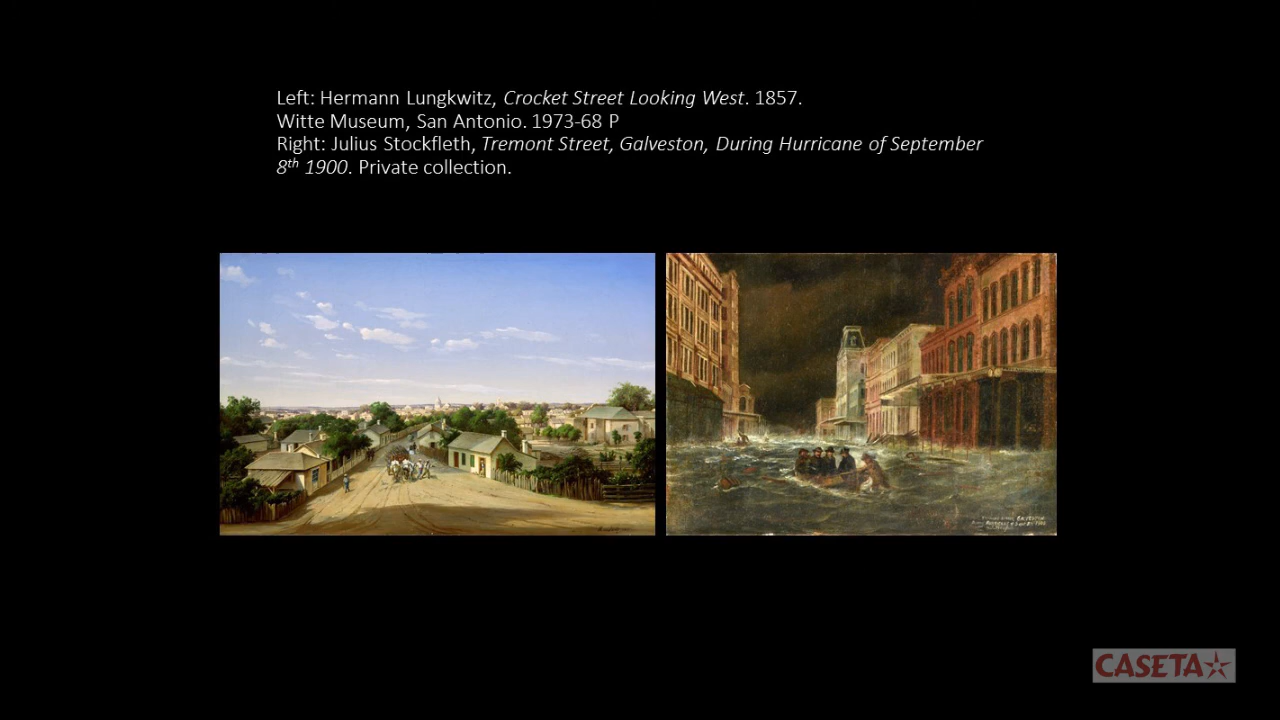 Left: Hermann Lungkwitz, Crocket Street Looking West. 1857.
Witte Museum, San Antonio. 1973-68 P
Right: Julius Stockfleth, Tremont Street, Galveston, During Hurricane of September
8th 1900. Private collection.
CASETA